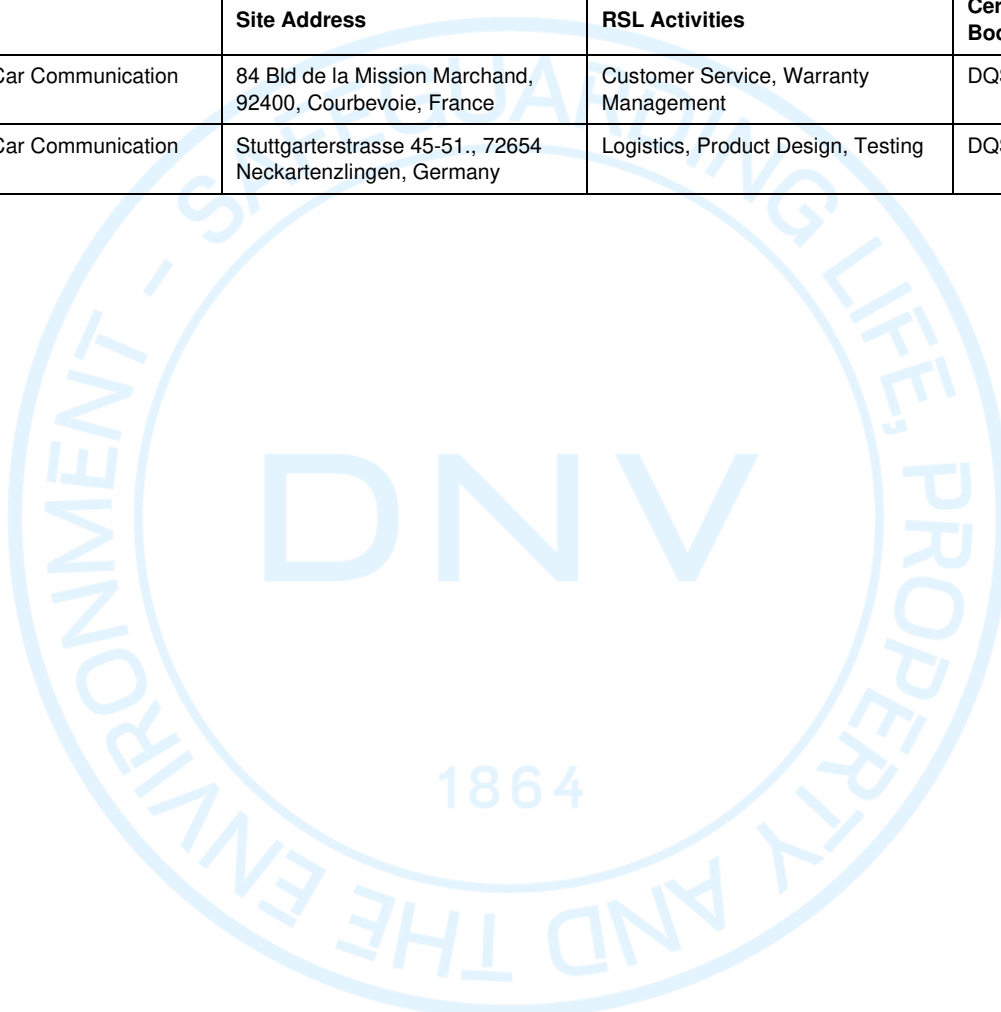 Site Address
RSL Activities
Car Communication
84 Bld de la Mission Marchand,
92400, Courbevoie, France
Customer Service, Warranty
Management
Car Communication
Stuttgarterstrasse 45-51., 72654
Neckartenzlingen, Germany
Logistics, Product Design, Testing
SAFEGUARDING LIFE, PROPERTY AND THE ENVIRONMENT -
DNV
1864